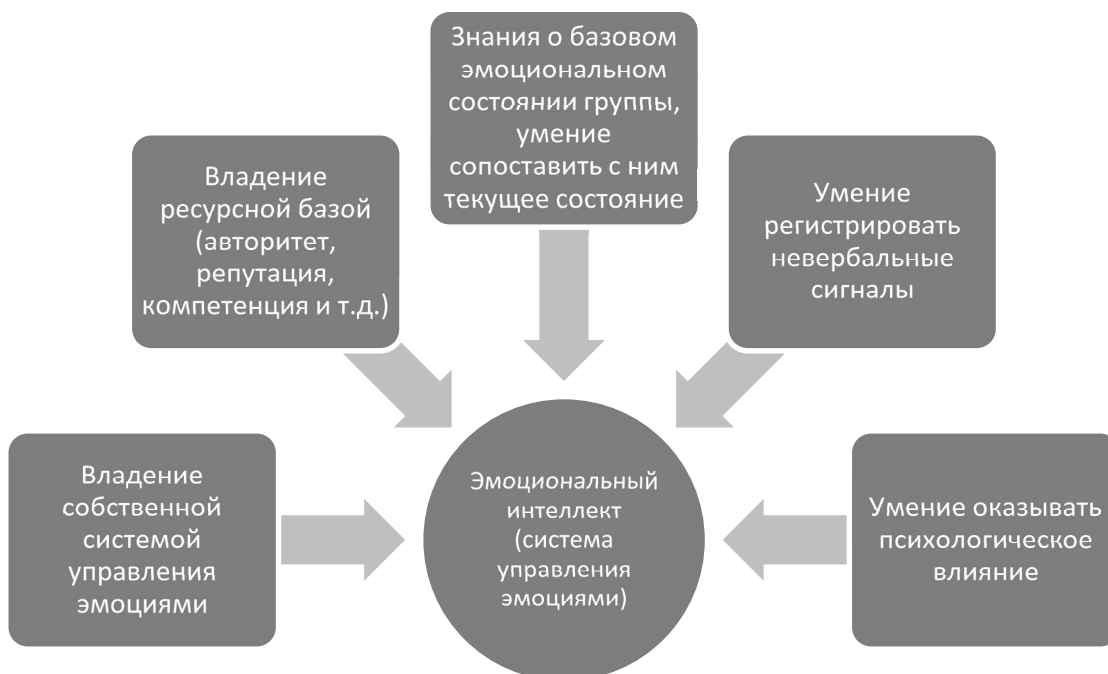 Знания о базовом
эмоциональном
состоянии группы,
умение
сопоставить с ним
текущее состояние
Владение
ресурсной базой
(авторитет,
репутация,
компетенция и т.д.)
Умение
регистрировать
невербальные
сигналы
Владение
собственной
системой
управления
эмоциями
Эмоциональный
интеллект
(система
управления
эмоциями)
Умение оказывать
психологическое
влияние